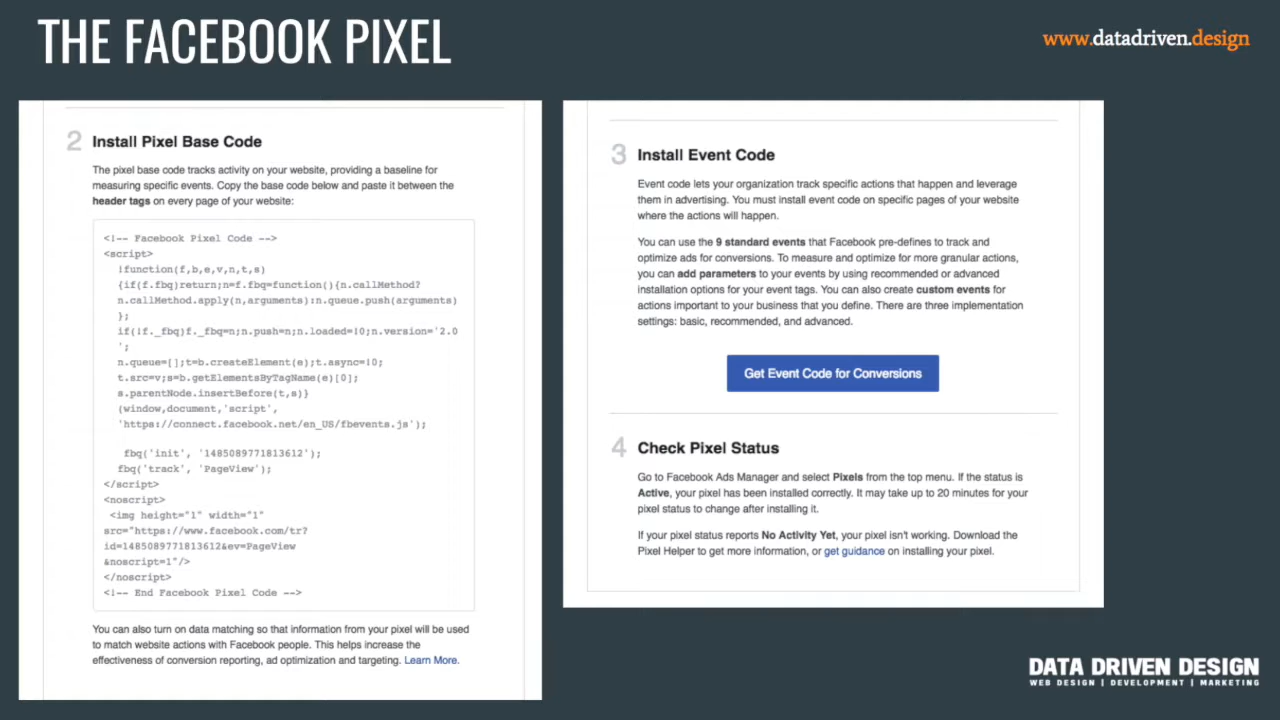 THE FACEBOOK PIXEL
www.datadriven.design
2 Install Pixel Base Code
The pixel base code tracks activity on your website, providing a baseline for
measuring specific events. Copy the base code below and paste it between the
header tags on every page of your website:
<!-- Facebook Pixel Code -->
<script>
!function(f,b,e,v,n,t,s)
{if(f.fbq)return;n=f.fbq=function(){n.callMethod?
n.callMethod.apply(n,arguments):n.queue.push(arguments)
};
if(!f._fbq)f._fbq=n;n.push=n;n.loaded=!0;n.version='2.0
';
n.queue=[];t=b.createElement(e);t.async=!0;
t.src=v;s=b.getElementsByTagName(e)[0];
s.parentNode.insertBefore(t,s)}
(window,document,'script',
'https://connect.facebook.net/en_US/fbevents.js');
fbq('init', '1485089771813612');
fbq('track', 'PageView');
</script>
<noscript>
<img height="1" width="1"
src="https://www.facebook.com/tr?
id=1485089771813612&ev=PageView
&noscript=1"/>
</noscript>
<!-- End Facebook Pixel Code -->
You can also turn on data matching so that information from your pixel will be used
to match website actions with Facebook people. This helps increase the
effectiveness of conversion reporting, ad optimization and targeting. Learn More.
3 Install Event Code
Event code lets your organization track specific actions that happen and leverage
them in advertising. You must install event code on specific pages of your website
where the actions will happen.
You can use the 9 standard events that Facebook pre-defines to track and
optimize ads for conversions. To measure and optimize for more granular actions,
you can add parameters to your events by using recommended or advanced
installation options for your event tags. You can also create custom events for
actions important to your business that you define. There are three implementation
settings: basic, recommended, and advanced.
Get Event Code for Conversions
4 Check Pixel Status
Go to Facebook Ads Manager and select Pixels from the top menu. If the status is
Active, your pixel has been installed correctly. It may take up to 20 minutes for your
pixel status to change after installing it.
If your pixel status reports No Activity Yet, your pixel isn't working. Download the
Pixel Helper to get more information, or get guidance on installing your pixel.
DATA DRIVEN DESIGN
WEB DESIGN | DEVELOPMENT | MARKETING